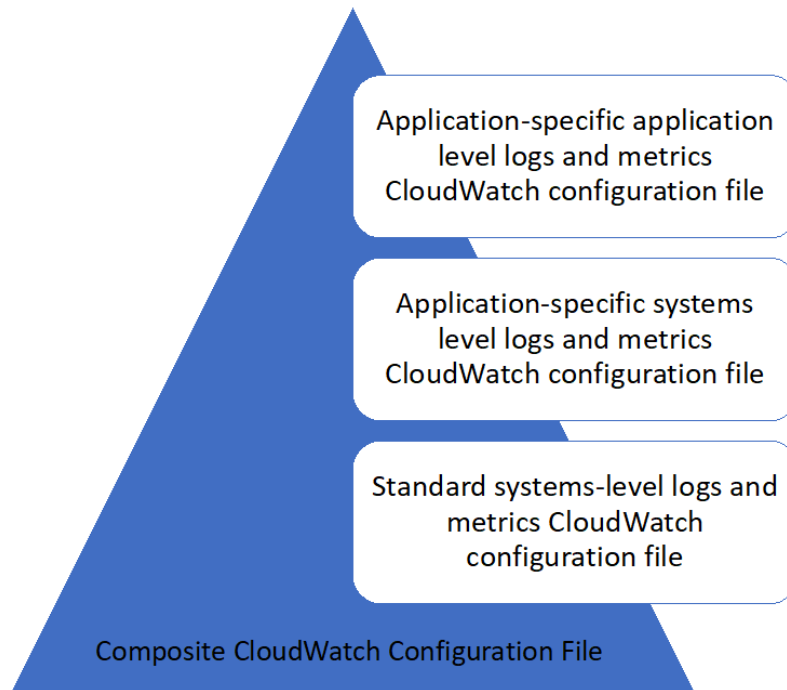 Application-specific application
level logs and metrics
CloudWatch configuration file
Application-specific systems
level logs and metrics
CloudWatch configuration file
Standard systems-level logs and
metrics CloudWatch
configuration file
Composite CloudWatch Configuration File